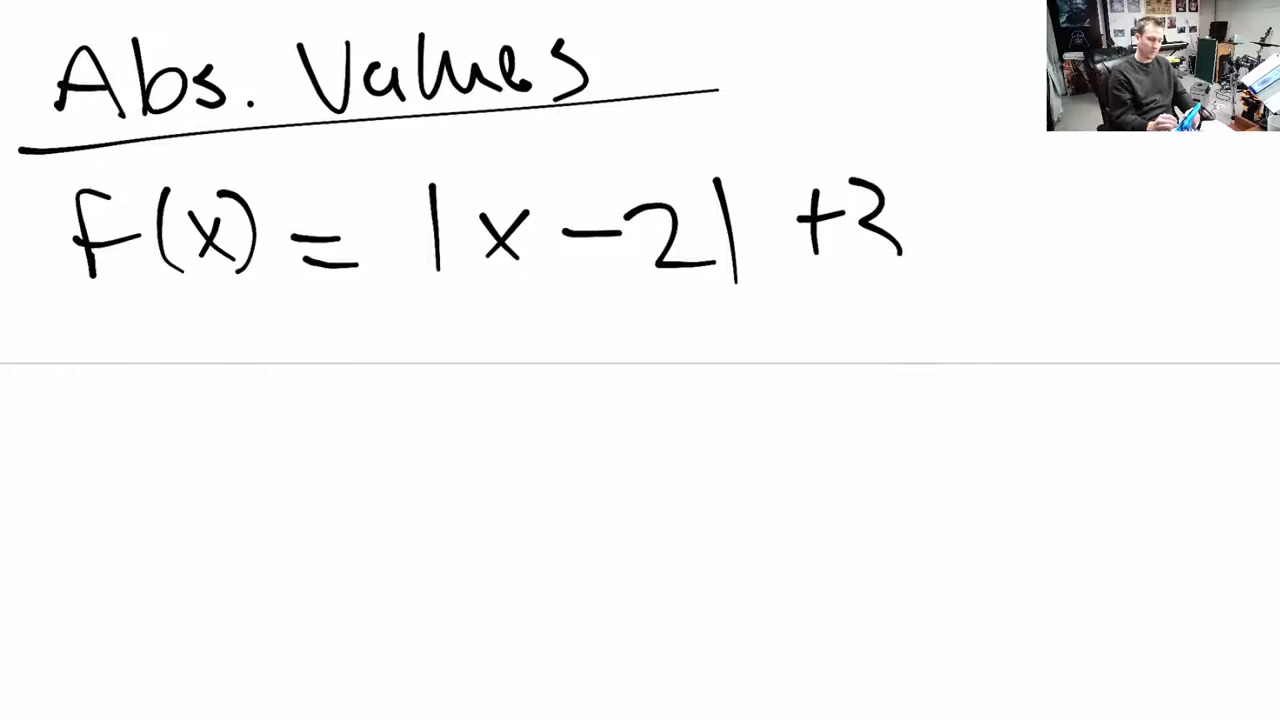 Abs. Values
f(x) = |x - 2| +3